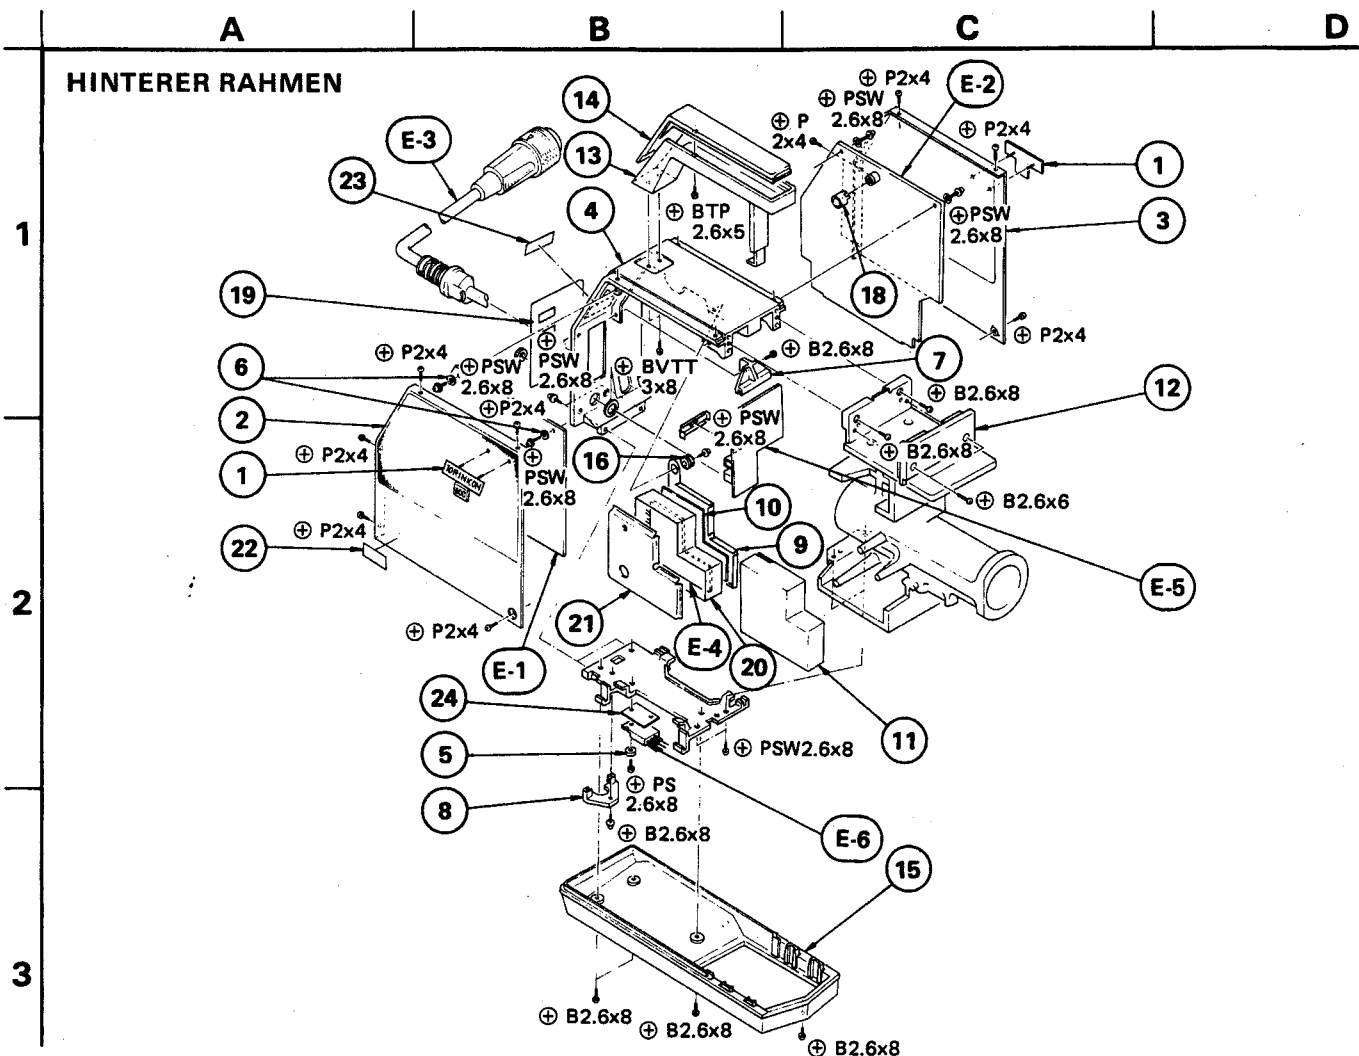 A B C D
HINTERER RAHMEN
1
2
3
14
13
E-3
23
4
19
6
2
1
22
⊕ P2x4
⊕ PSW
2.6x8
⊕ P
2x4
E-2
⊕ P2x4
1
3
⊕ PSW
2.6x8
18
⊕ P2x4
⊕ BTP
2.6x5
⊕ P2x4
⊕ PSW
2.6x8
⊕ PSW
2.6x8
⊕ BVTT
3x8
⊕ B2.6x8
7
⊕ B2.6x8
12
⊕P2x4
⊕ P2x4
⊕ PSW
2.6x8
⊕ PSW
2.6x8
16
⊕ B2.6x8
⊕ B2.6x6
⊕ P2x4
10
9
E-5
⊕ P2x4
E-1
21
E-4
20
11
24
5
8
⊕ PSW2.6x8
⊕ PS
2.6x8
⊕ B2.6x8
E-6
15
⊕ B2.6x8
⊕ B2.6x8
⊕ B2.6x8